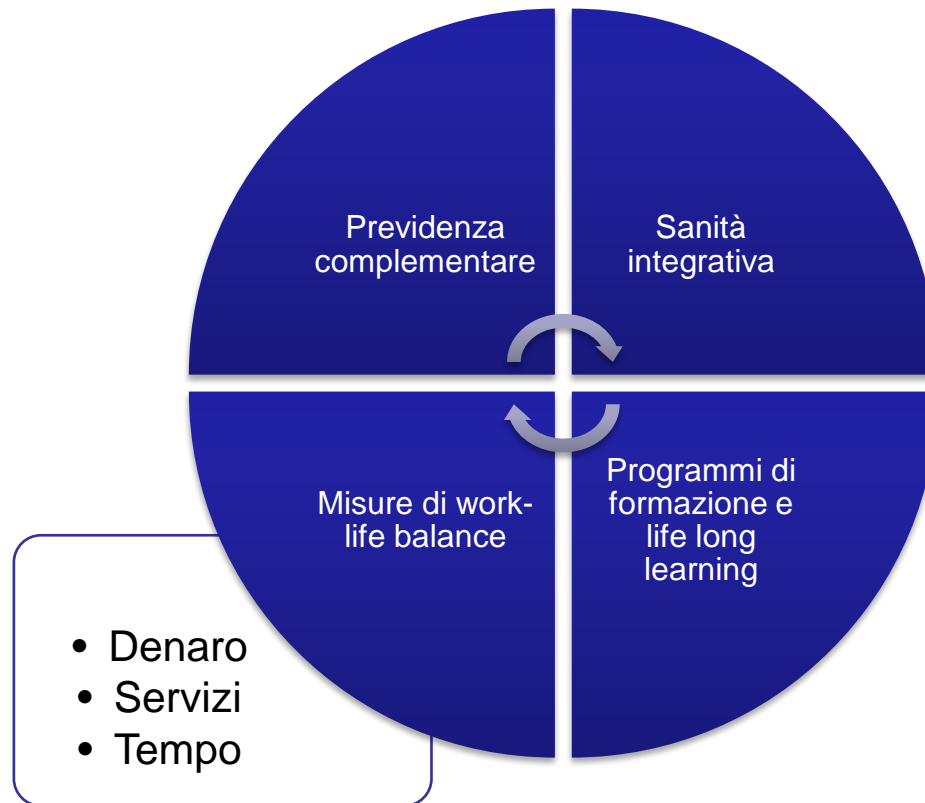 Previdenza
complementare
Sanità
integrativa
Misure di work-
life balance
Programmi di
formazione e
life long
learning
• Denaro
• Servizi
• Tempo